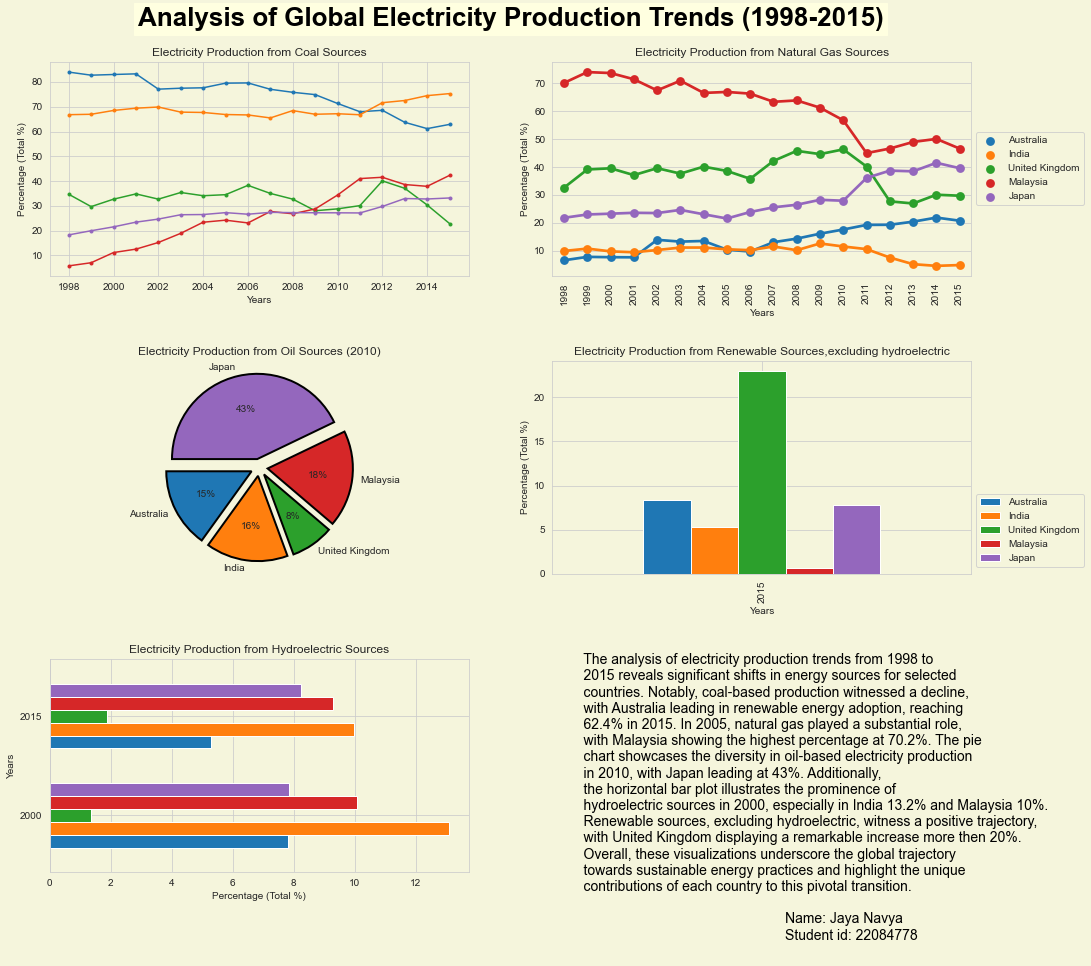 Analysis of Global Electricity Production Trends (1998-2015)
Electricity Production from Coal Sources
Percentage (Total %)
80
70
60
50
40
30
20
10
1998 2000 2002 2004 2006 2008 2010 2012 2014
Years
Electricity Production from Natural Gas Sources
Percentage (Total %)
70
60
50
40
30
20
10
1998 1999 2000 2001 2002 2003 2004 2005 2006 2007 2008 2009 2010 2011 2012 2013 2014 2015
Years
Australia
India
United Kingdom
Malaysia
Japan
Electricity Production from Oil Sources (2010)
Japan
43%
18%
Malaysia
15%
8%
Australia
16%
United Kingdom
India
Electricity Production from Renewable Sources,excluding hydroelectric
Percentage (Total %)
20
15
10
5
0
2015
Years
Australia
India
United Kingdom
Malaysia
Japan
Electricity Production from Hydroelectric Sources
Years
2015
2000
0 2 4 6 8 10 12
Percentage (Total %)
The analysis of electricity production trends from 1998 to
2015 reveals significant shifts in energy sources for selected
countries. Notably, coal-based production witnessed a decline,
with Australia leading in renewable energy adoption, reaching
62.4% in 2015. In 2005, natural gas played a substantial role,
with Malaysia showing the highest percentage at 70.2%. The pie
chart showcases the diversity in oil-based electricity production
in 2010, with Japan leading at 43%. Additionally,
the horizontal bar plot illustrates the prominence of
hydroelectric sources in 2000, especially in India 13.2% and Malaysia 10%.
Renewable sources, excluding hydroelectric, witness a positive trajectory,
with United Kingdom displaying a remarkable increase more then 20%.
Overall, these visualizations underscore the global trajectory
towards sustainable energy practices and highlight the unique
contributions of each country to this pivotal transition.
Name: Jaya Navya
Student id: 22084778